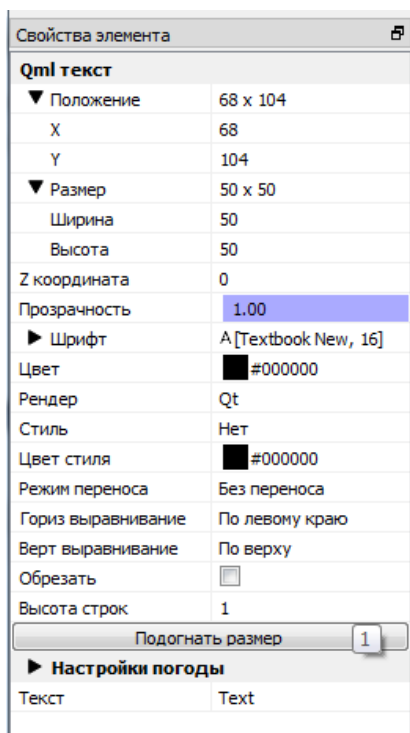 Свойства элемента
Qml текст
Положение 68 x 104
X 68
Y 104
Размер 50 x 50
Ширина 50
Высота 50
Z координата 0
Прозрачность 1.00
Шрифт A [Textbook New, 16]
Цвет #000000
Рендер Qt
Стиль Нет
Цвет стиля #000000
Режим переноса Без переноса
Гориз выравнивание По левому краю
Верт выравнивание По верху
Обрезать
Высота строк 1
Подогнать размер 1
Настройки погоды
Текст Text